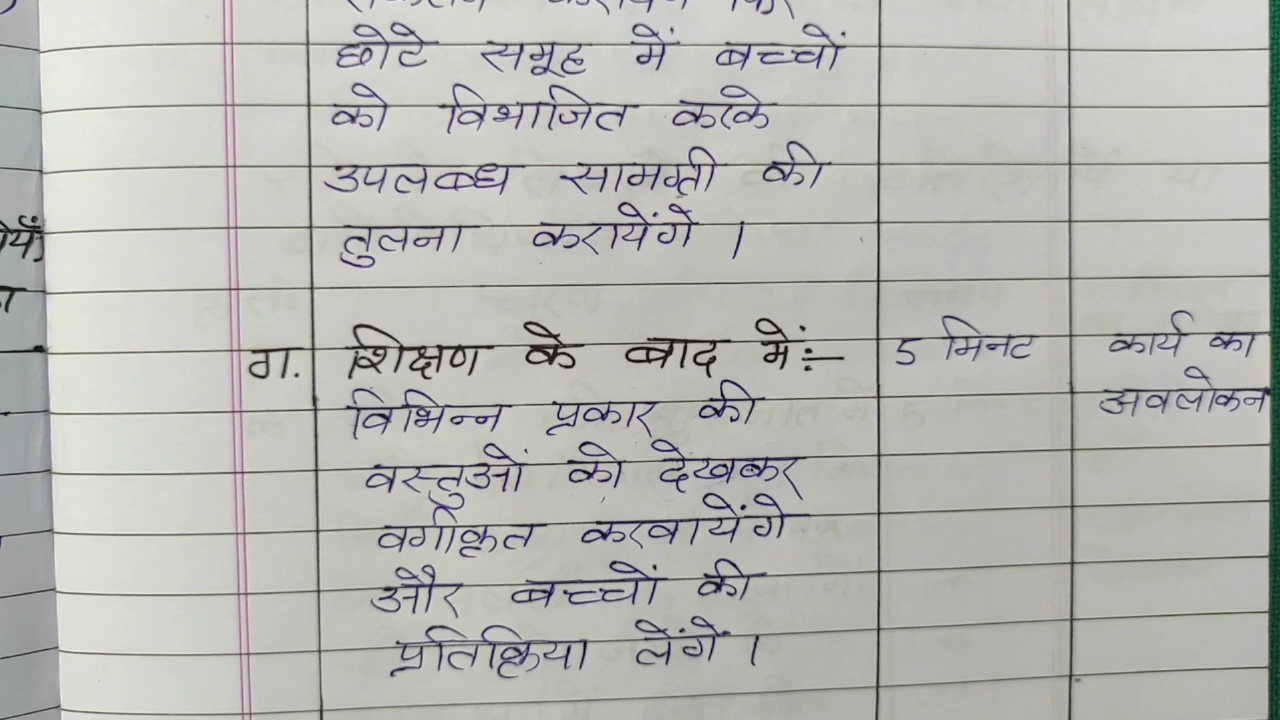 छोटे समूह में बच्चों
को विभाजित करके
उपलब्ध सामग्री की
तुलना करायेंगे ।
ग. शिक्षण के बाद में:— 5 मिनट कार्य का
विभिन्न प्रकार की अवलोकन
वस्तुओं को देखकर
वर्गीकृत करवायेंगे
और बच्चों की
प्रतिक्रिया लेंगें ।